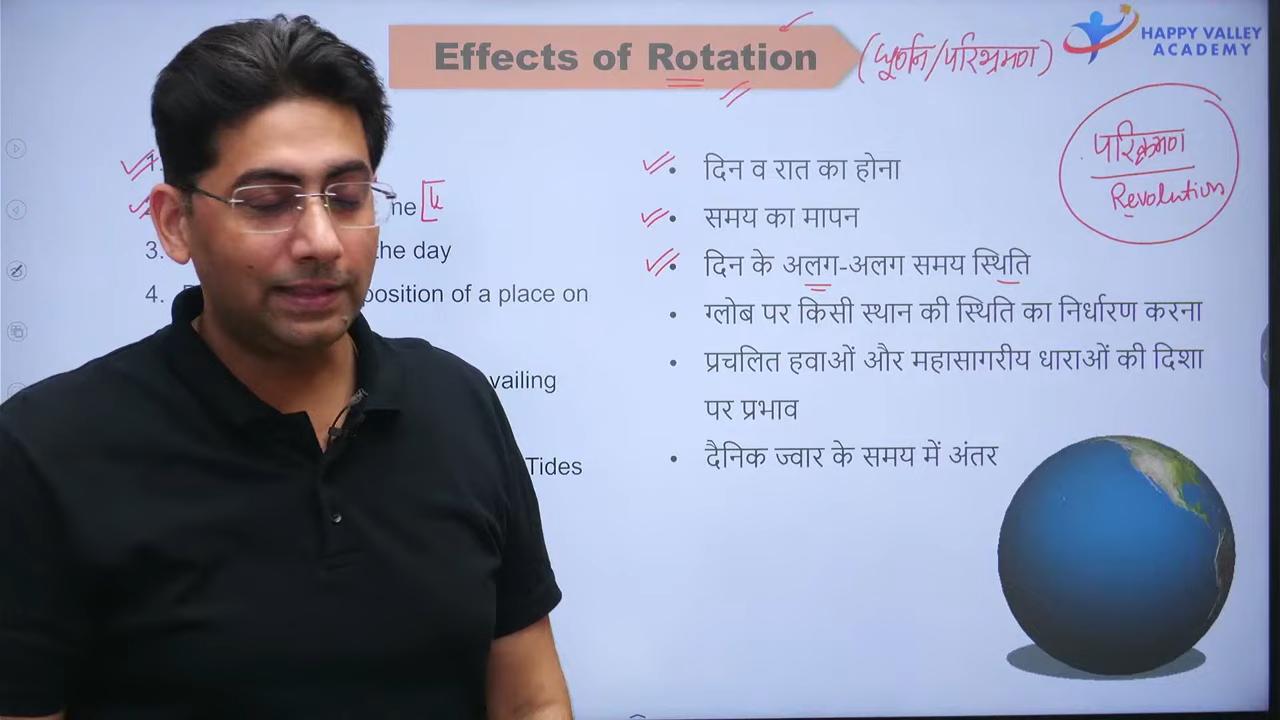 Effects of Rotation
(घूर्णन/परिभ्रमण)
HAPPY VALLEY
ACADEMY
परिक्रमण
Revolution
1.
ne
3.
the day
4.
position of a place on
vailing
Tides
• दिन व रात का होना
• समय का मापन
• दिन के अलग-अलग समय स्थिति
• ग्लोब पर किसी स्थान की स्थिति का निर्धारण करना
• प्रचलित हवाओं और महासागरीय धाराओं की दिशा
पर प्रभाव
• दैनिक ज्वार के समय में अंतर